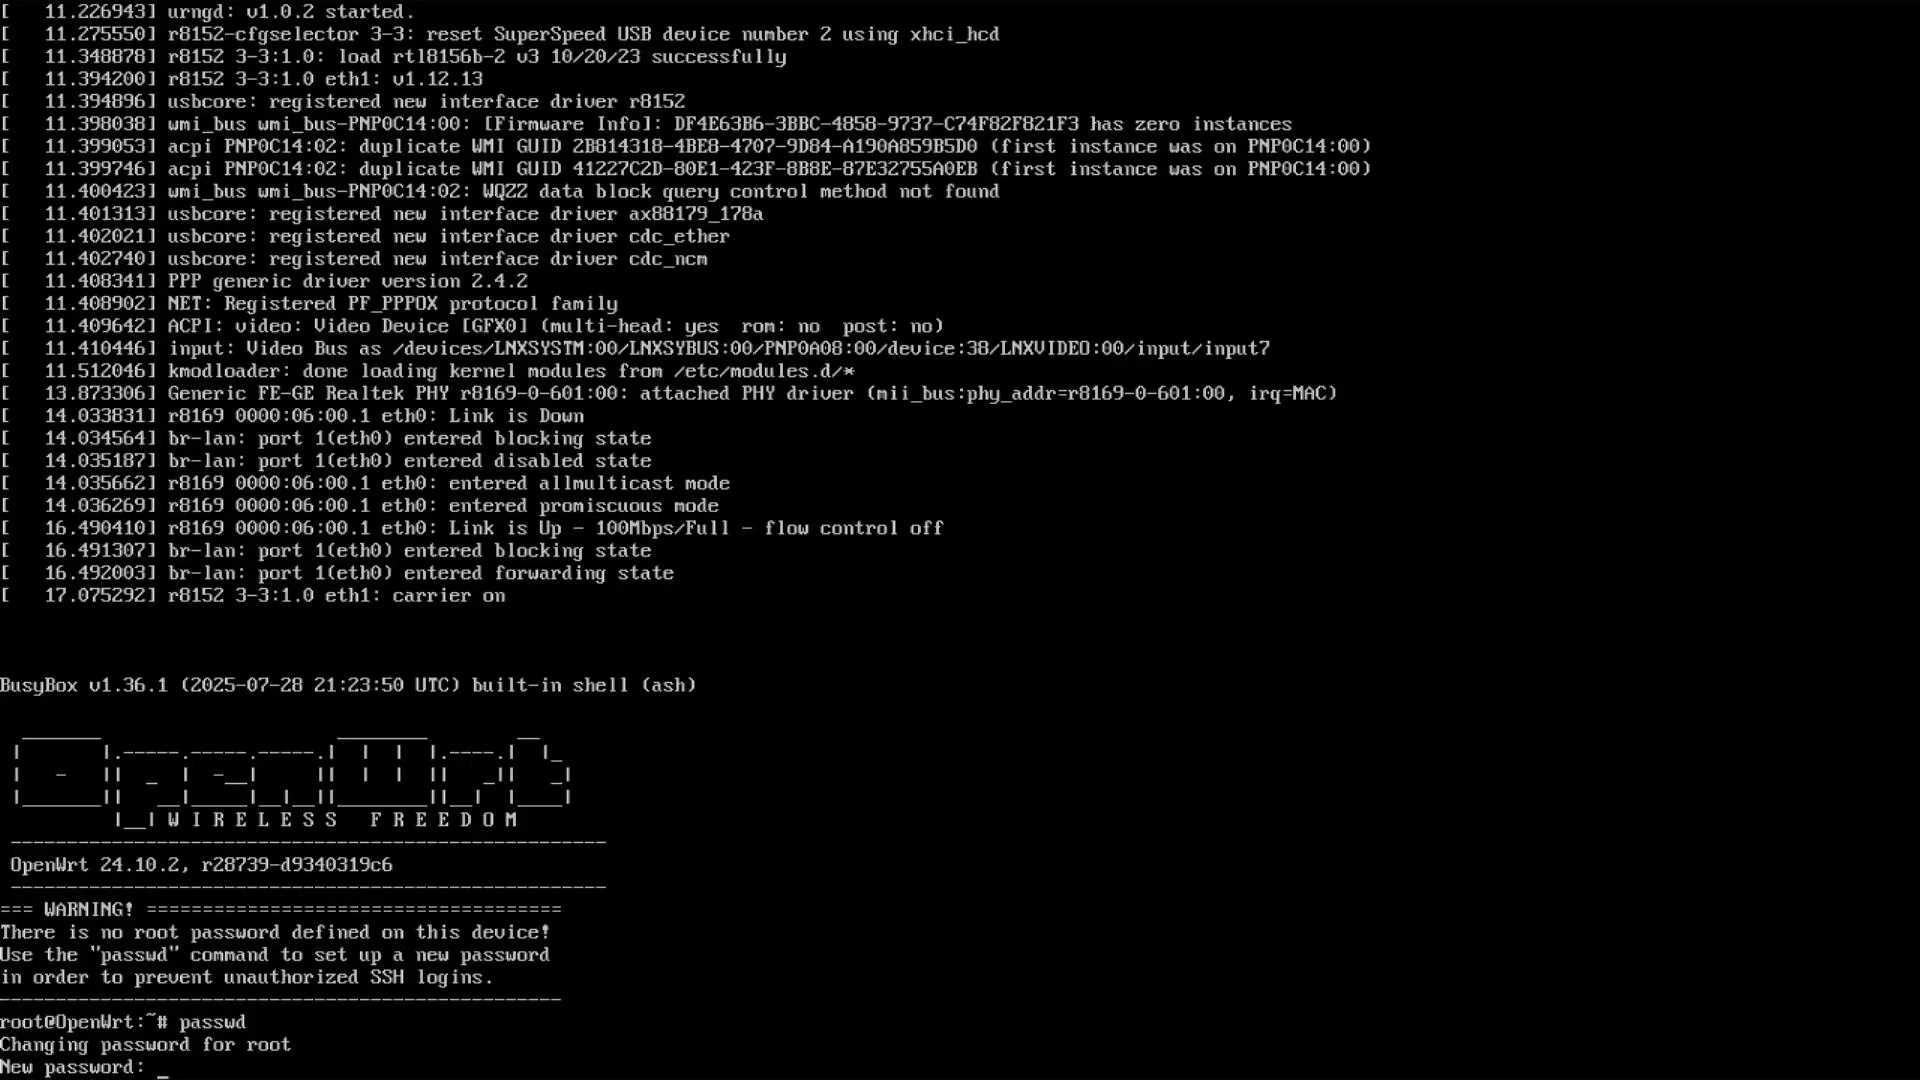 [   11.226943] urngd: v1.0.2 started.
[   11.275550] r8152-cfgselector 3-3: reset SuperSpeed USB device number 2 using xhci_hcd
[   11.348878] r8152 3-3:1.0: load rtl8156b-2 v3 10/20/23 successfully
[   11.394200] r8152 3-3:1.0 eth1: v1.12.13
[   11.394896] usbcore: registered new interface driver r8152
[   11.398038] wmi_bus wmi_bus-PNP0C14:00: [Firmware Info]: DF4E63B6-3BBC-4858-9737-C74F82F821F3 has zero instances
[   11.399053] acpi PNP0C14:02: duplicate WMI GUID 2B814318-4BE8-4707-9D84-A190A859B5D0 (first instance was on PNP0C14:00)
[   11.399746] acpi PNP0C14:02: duplicate WMI GUID 41227C2D-80E1-423F-8B8E-87E32755A0EB (first instance was on PNP0C14:00)
[   11.400423] wmi_bus wmi_bus-PNP0C14:02: WQZZ data block query control method not found
[   11.401313] usbcore: registered new interface driver ax88179_178a
[   11.402021] usbcore: registered new interface driver cdc_ether
[   11.402740] usbcore: registered new interface driver cdc_ncm
[   11.408341] PPP generic driver version 2.4.2
[   11.408902] NET: Registered PF_PPPOX protocol family
[   11.409642] ACPI: video: Video Device [GFX0] (multi-head: yes  rom: no  post: no)
[   11.410446] input: Video Bus as /devices/LNXSYSTM:00/LNXSYBUS:00/PNP0A08:00/device:38/LNXVIDEO:00/input/input7
[   11.512046] kmodloader: done loading kernel modules from /etc/modules.d/*
[   13.873306] Generic FE-GE Realtek PHY r8169-0-601:00: attached PHY driver (mii_bus:phy_addr=r8169-0-601:00, irq=MAC)
[   14.033831] r8169 0000:06:00.1 eth0: Link is Down
[   14.034564] br-lan: port 1(eth0) entered blocking state
[   14.035187] br-lan: port 1(eth0) entered disabled state
[   14.035662] r8169 0000:06:00.1 eth0: entered allmulticast mode
[   14.036269] r8169 0000:06:00.1 eth0: entered promiscuous mode
[   16.490410] r8169 0000:06:00.1 eth0: Link is Up - 100Mbps/Full - flow control off
[   16.491307] br-lan: port 1(eth0) entered blocking state
[   16.492003] br-lan: port 1(eth0) entered forwarding state
[   17.075292] r8152 3-3:1.0 eth1: carrier on
BusyBox v1.36.1 (2025-07-28 21:23:50 UTC) built-in shell (ash)
OpenWrt
W I R E L E S S   F R E E D O M
OpenWrt 24.10.2, r28739-d9340319c6
=== WARNING! =====================================
There is no root password defined on this device!
Use the "passwd" command to set up a new password
in order to prevent unauthorized SSH logins.
--------------------------------------------------
root@OpenWrt:~# passwd
Changing password for root
New password: _